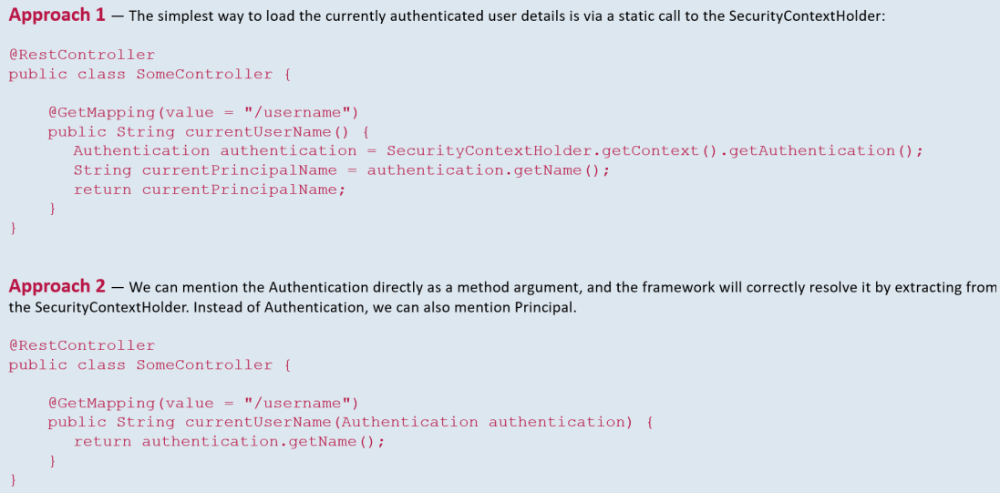 Approach 1 — The simplest way to load the currently authenticated user details is via a static call to the SecurityContextHolder:
@RestController
public class SomeController {
@GetMapping(value = "/username")
public String currentUserName() {
Authentication authentication = SecurityContextHolder.getContext().getAuthentication();
String currentPrincipalName = authentication.getName();
return currentPrincipalName;
}
}
Approach 2 — We can mention the Authentication directly as a method argument, and the framework will correctly resolve it by extracting from
the SecurityContextHolder. Instead of Authentication, we can also mention Principal.
@RestController
public class SomeController {
@GetMapping(value = "/username")
public String currentUserName(Authentication authentication) {
return authentication.getName();
}
}